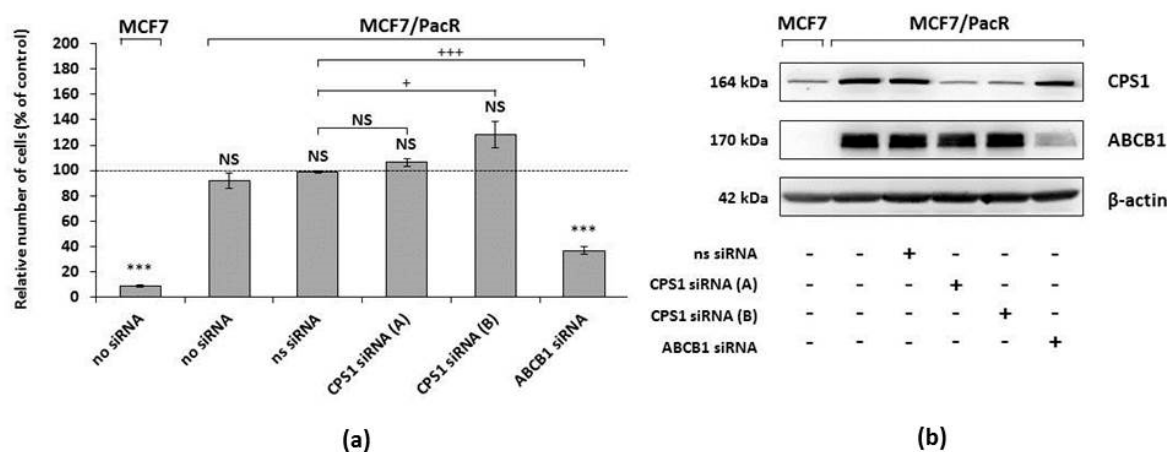 MCF7
MCF7/PacR
Relative number of cells (% of control)
200
180
160
140
120
100
80
60
40
20
0
+++
+
NS
NS
NS
NS
NS
***
***
no siRNA
no siRNA
ns siRNA
CPS1 siRNA (A)
CPS1 siRNA (B)
ABCB1 siRNA
(a)
MCF7
MCF7/PacR
164 kDa
CPS1
170 kDa
ABCB1
42 kDa
β-actin
ns siRNA - - + - - -
CPS1 siRNA (A) - - - + - -
CPS1 siRNA (B) - - - - + -
ABCB1 siRNA - - - - - +
(b)